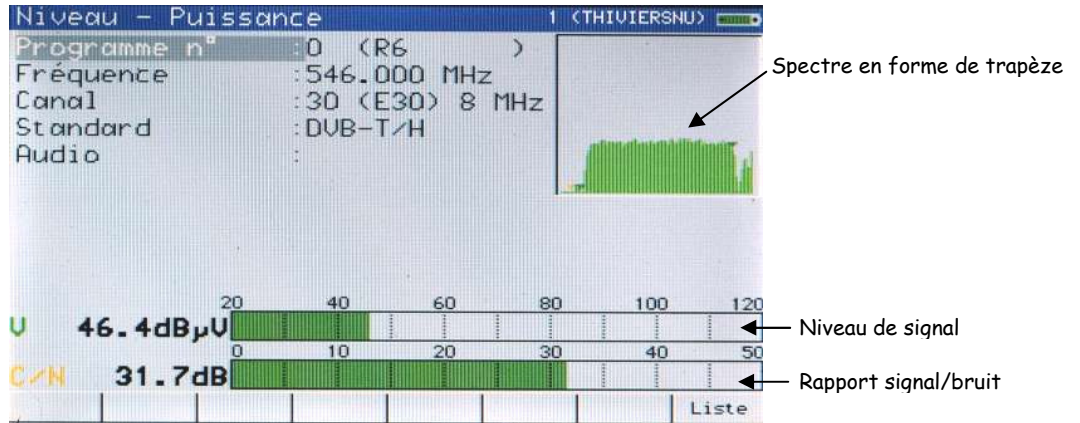 Niveau - Puissance 1 (THIVIERSNU)
Programme n° :0 (R6 )
Fréquence :546.000 MHz
Canal :30 (E30) 8 MHz
Standard :DVB-T/H
Audio :
Spectre en forme de trapèze
20 40 60 80 100 120
V 46.4dBµV
Niveau de signal
0 10 20 30 40 50
C/N 31.7dB
Rapport signal/bruit
Liste